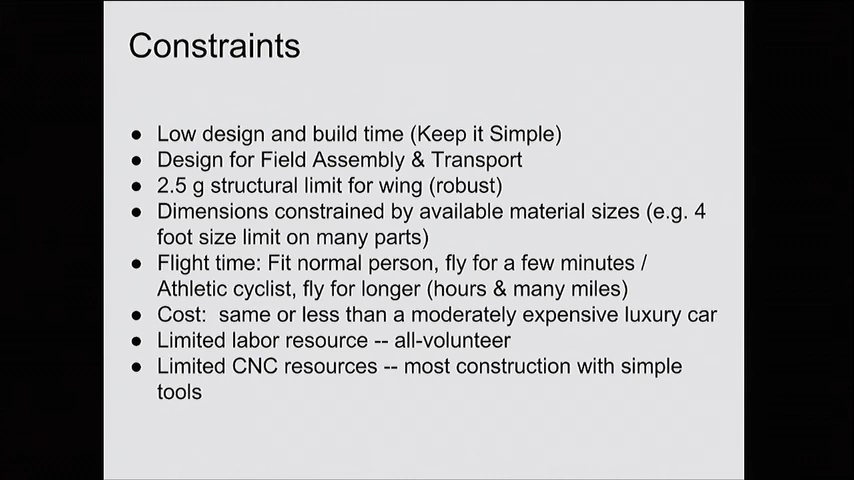 Constraints
● Low design and build time (Keep it Simple)
● Design for Field Assembly & Transport
● 2.5 g structural limit for wing (robust)
● Dimensions constrained by available material sizes (e.g. 4
foot size limit on many parts)
● Flight time: Fit normal person, fly for a few minutes /
Athletic cyclist, fly for longer (hours & many miles)
● Cost:  same or less than a moderately expensive luxury car
● Limited labor resource -- all-volunteer
● Limited CNC resources -- most construction with simple
tools